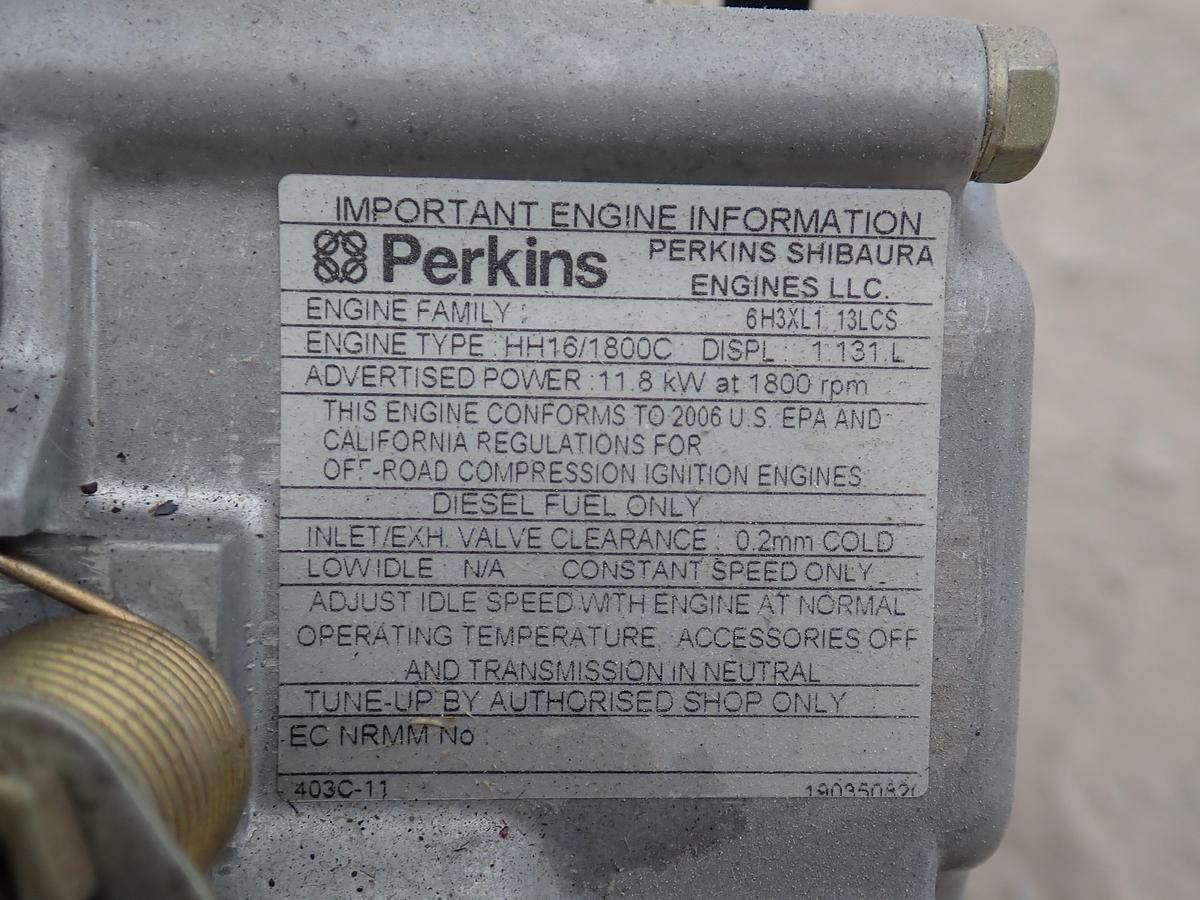 IMPORTANT ENGINE INFORMATION
Perkins
PERKINS SHIBAURA
ENGINES LLC.
ENGINE FAMILY : 6H3XL1.13LCS
ENGINE TYPE : HH16/1800C DISPL : 1.131 L
ADVERTISED POWER : 11.8 kW at 1800 rpm
THIS ENGINE CONFORMS TO 2006 U.S. EPA AND
CALIFORNIA REGULATIONS FOR
OFF-ROAD COMPRESSION IGNITION ENGINES
DIESEL FUEL ONLY
INLET/EXH. VALVE CLEARANCE : 0.2mm COLD
LOW IDLE : N/A CONSTANT SPEED ONLY
ADJUST IDLE SPEED WITH ENGINE AT NORMAL
OPERATING TEMPERATURE, ACCESSORIES OFF
AND TRANSMISSION IN NEUTRAL
TUNE-UP BY AUTHORISED SHOP ONLY
EC NRMM No
403C-11